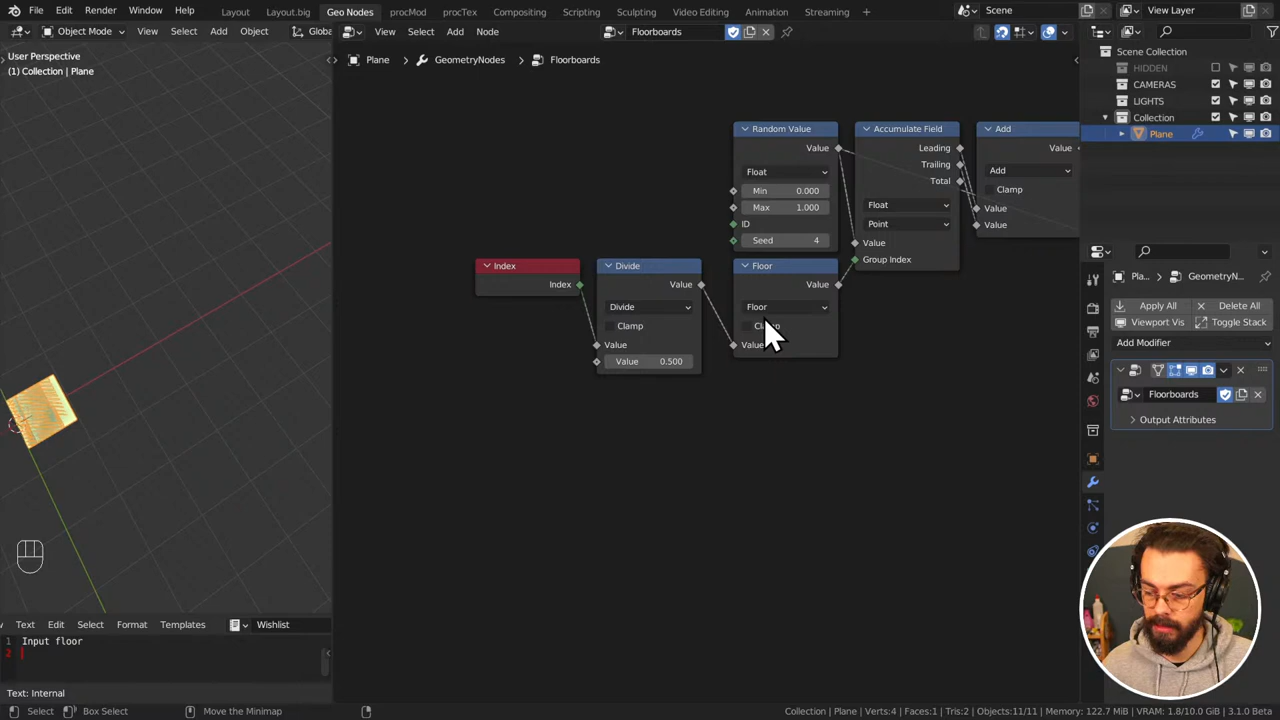 File Edit Render Window Help Layout Layout.big Geo Nodes procMod procTex Compositing Scripting Sculpting Video Editing Animation Streaming + Scene View Layer
Object Mode View Select Add Object Globa View Select Add Node Floorboards
User Perspective
(1) Collection | Plane
Plane > GeometryNodes > Floorboards
Scene Collection
HIDDEN
CAMERAS
LIGHTS
Collection
Plane
Random Value
Value
Float
Min 0.000
Max 1.000
ID
Seed 4
Accumulate Field
Leading
Trailing
Total
Float
Point
Value
Group Index
Add
Value
Add
Clamp
Value
Value
Index
Index
Divide
Value
Divide
Clamp
Value
Value 0.500
Floor
Value
Floor
Value
Pla... > GeometryN...
Apply All Delete All
Viewport Vis Toggle Stack
Add Modifier
Floorboards
Output Attributes
Text Edit Select Format Templates Wishlist
1 Input floor
2
Text: Internal
Select Box Select Move the Minimap Collection | Plane | Verts:4 | Faces:1 | Tris:2 | Objects:11/11 | Memory: 122.7 MiB | VRAM: 1.8/10.0 GiB | 3.1.0 Beta